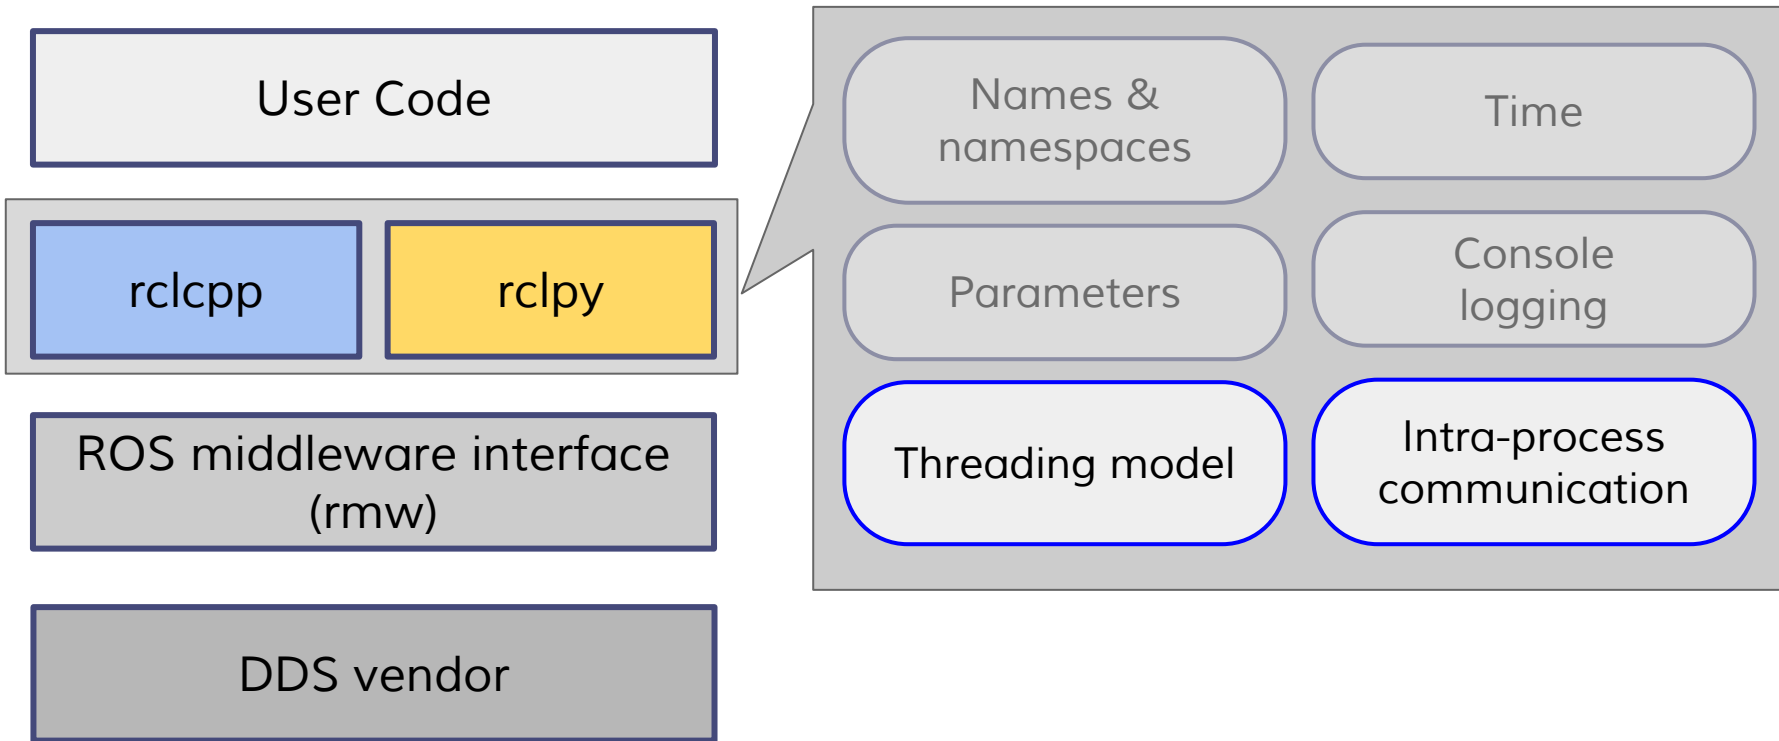 User Code
rclcpp
rclpy
ROS middleware interface
(rmw)
DDS vendor
Names &
namespaces
Time
Parameters
Console
logging
Threading model
Intra-process
communication